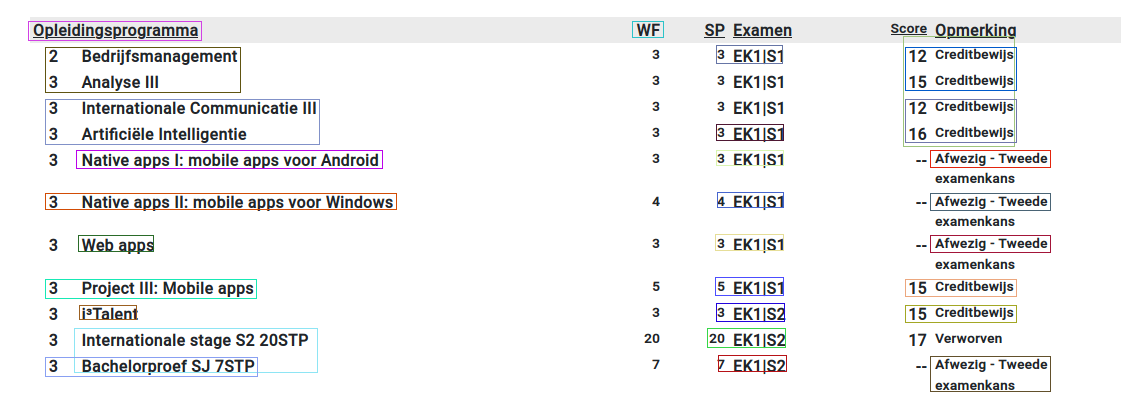 Opleidingsprogramma WF SP Examen Score Opmerking
2 Bedrijfsmanagement 3 3 EK1|S1 12 Creditbewijs
3 Analyse III 3 3 EK1|S1 15 Creditbewijs
3 Internationale Communicatie III 3 3 EK1|S1 12 Creditbewijs
3 Artificiële Intelligentie 3 3 EK1|S1 16 Creditbewijs
3 Native apps I: mobile apps voor Android 3 3 EK1|S1 -- Afwezig - Tweede
examenkans
3 Native apps II: mobile apps voor Windows 4 4 EK1|S1 -- Afwezig - Tweede
examenkans
3 Web apps 3 3 EK1|S1 -- Afwezig - Tweede
examenkans
3 Project III: Mobile apps 5 5 EK1|S1 15 Creditbewijs
3 i³Talent 3 3 EK1|S2 15 Creditbewijs
3 Internationale stage S2 20STP 20 20 EK1|S2 17 Verworven
3 Bachelorproef SJ 7STP 7 7 EK1|S2 -- Afwezig - Tweede
examenkans